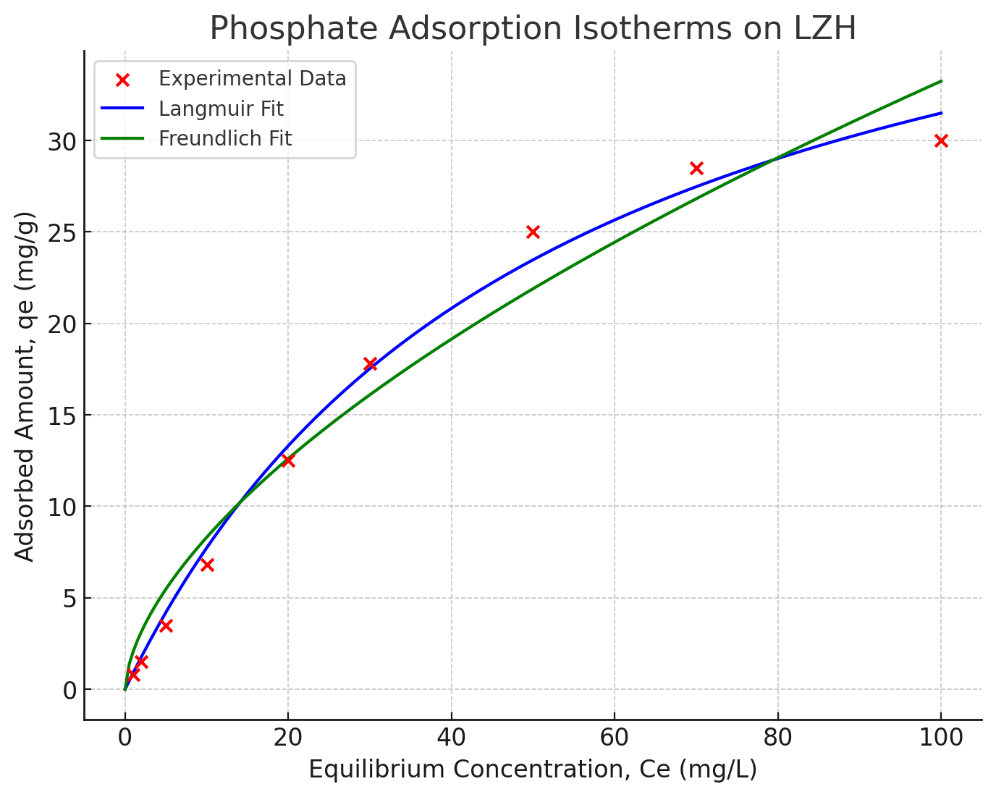 Phosphate Adsorption Isotherms on LZH
Experimental Data
Langmuir Fit
Freundlich Fit
Adsorbed Amount, qe (mg/g)
30
25
20
15
10
5
0
0 20 40 60 80 100
Equilibrium Concentration, Ce (mg/L)